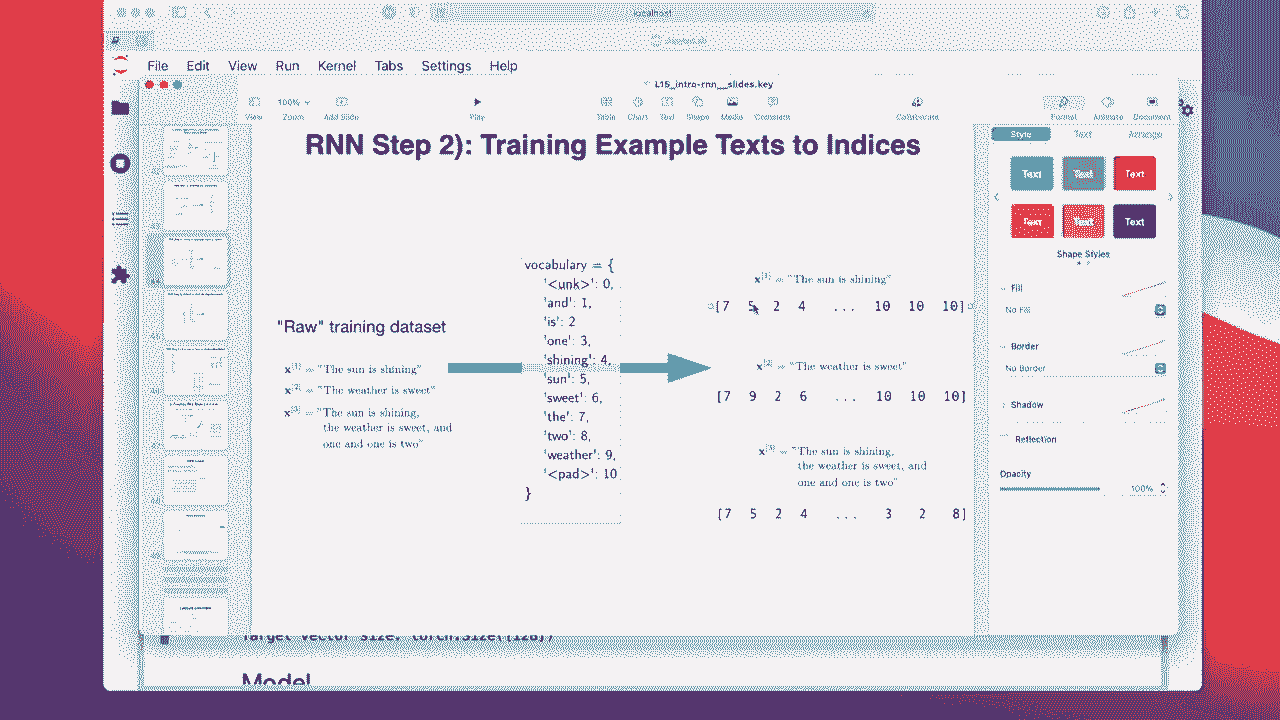 localhost
File Edit View Run Kernel Tabs Settings Help
L15_intro-rnn__slides.key
100%
View Zoom Add Slide Play Table Chart Text Shape Media Comment Collaborate Format Animate Document
Style Text Arrange
RNN Step 2): Training Example Texts to Indices
Text Text Text
Text Text Text
Shape Styles
Fill
No Fill
Border
No Border
Shadow
Reflection
Opacity
100%
"Raw" training dataset
x[1] = "The sun is shining"
x[2] = "The weather is sweet"
x[3] = "The sun is shining,
the weather is sweet, and
one and one is two"
vocabulary = {
'<unk>': 0,
'and': 1,
'is': 2
'one': 3,
'shining': 4,
'sun': 5,
'sweet': 6,
'the': 7,
'two': 8,
'weather': 9,
'<pad>': 10
}
x[1] = "The sun is shining"
[7 5 2 4 ... 10 10 10]
x[2] = "The weather is sweet"
[7 9 2 6 ... 10 10 10]
x[3] = "The sun is shining,
the weather is sweet, and
one and one is two"
[7 5 2 4 ... 3 2 8]
Target vector size: torch.Size([128])
Model